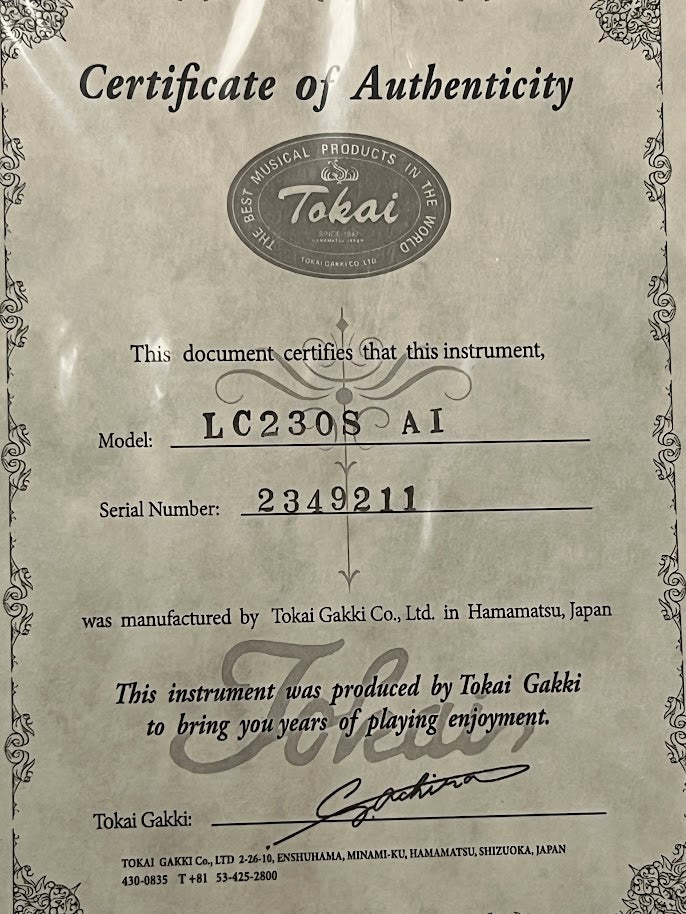 Certificate of Authenticity
THE BEST MUSICAL PRODUCTS IN THE WORLD
Tokai
SINCE 1947
HAMAMATSU JAPAN
TOKAI GAKKI CO. LTD.
This document certifies that this instrument,
Model: LC230S AI
Serial Number: 2349211
was manufactured by Tokai Gakki Co., Ltd. in Hamamatsu, Japan
Tokai
This instrument was produced by Tokai Gakki
to bring you years of playing enjoyment.
Tokai Gakki:
TOKAI GAKKI Co., LTD 2-26-10, ENSHUHAMA, MINAMI-KU, HAMAMATSU, SHIZUOKA, JAPAN
430-0835 T +81 53-425-2800